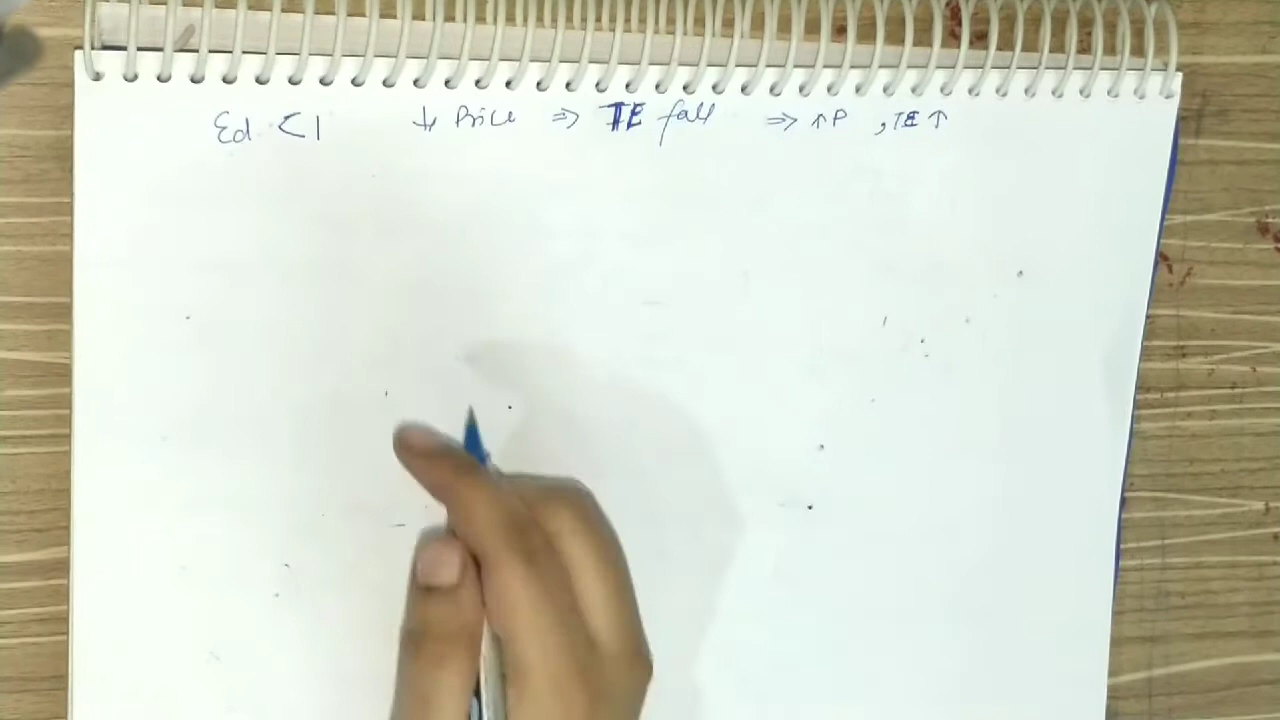 Ed <1 ↓ Price ⇒ TE fall ⇒ ↑P , TE ↑